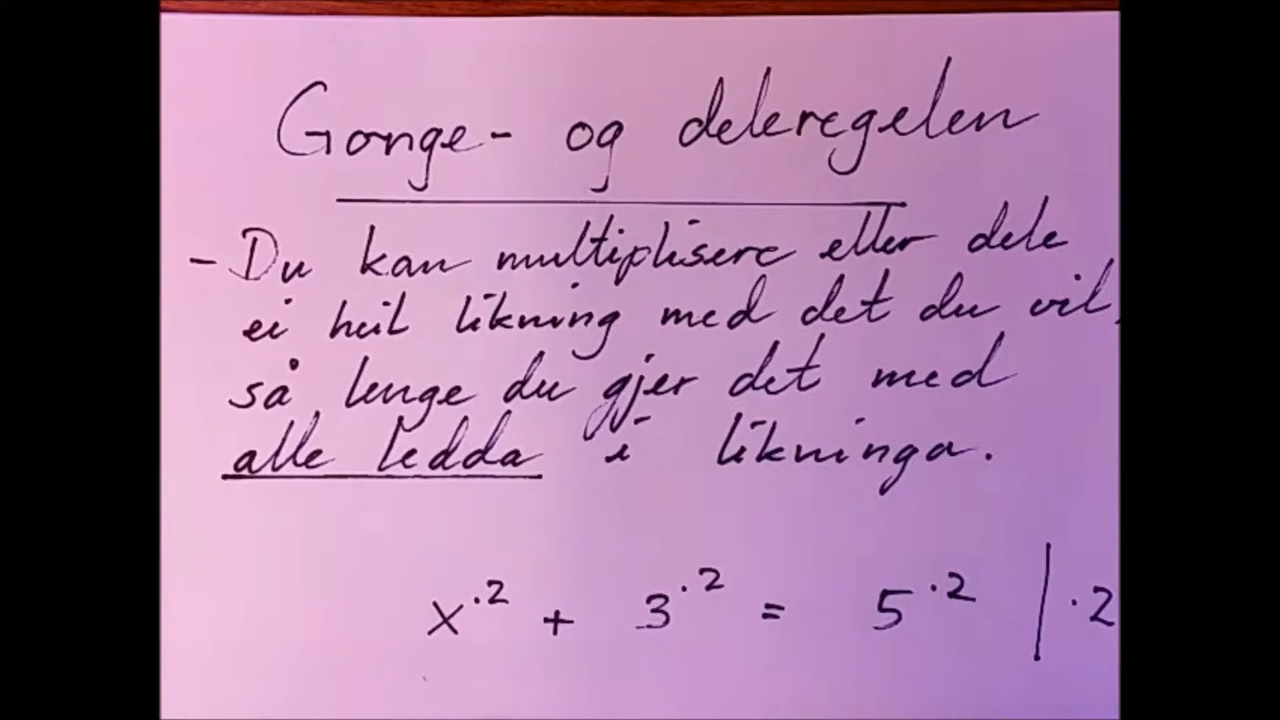 Gonge- og deleregelen
- Du kan multiplisere eller dele
ei heil likning med det du vil,
så lenge du gjer det med
alle ledda i likninga.
x·2 + 3·2 = 5·2 | ·2